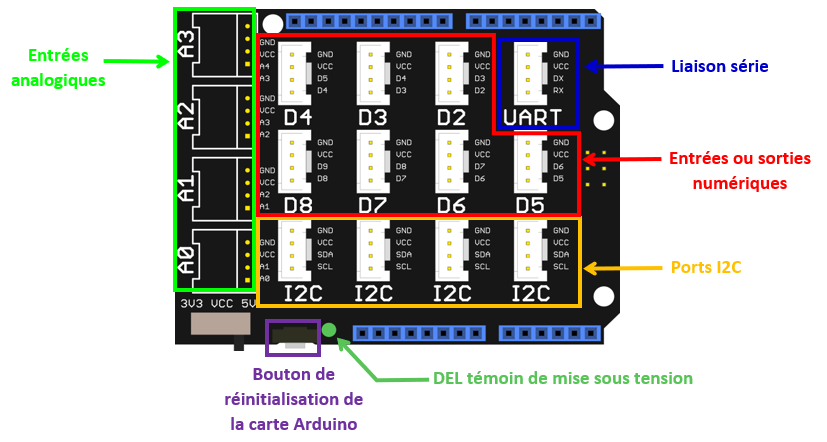 Entrées
analogiques
A3
GND
VCC
A4
A3
A2
GND
VCC
A3
A2
A1
GND
VCC
A2
A1
A0
GND
VCC
A1
A0
GND
VCC
D5
D4
D4
GND
VCC
D4
D3
D3
GND
VCC
D3
D2
D2
GND
VCC
DX
RX
UART
Liaison série
GND
VCC
D9
D8
D8
GND
VCC
D8
D7
D7
GND
VCC
D7
D6
D6
GND
VCC
D6
D5
D5
Entrées ou sorties
numériques
GND
VCC
SDA
SCL
I2C
GND
VCC
SDA
SCL
I2C
GND
VCC
SDA
SCL
I2C
GND
VCC
SDA
SCL
I2C
Ports I2C
3V3 VCC 5V
Bouton de
réinitialisation de
la carte Arduino
DEL témoin de mise sous tension